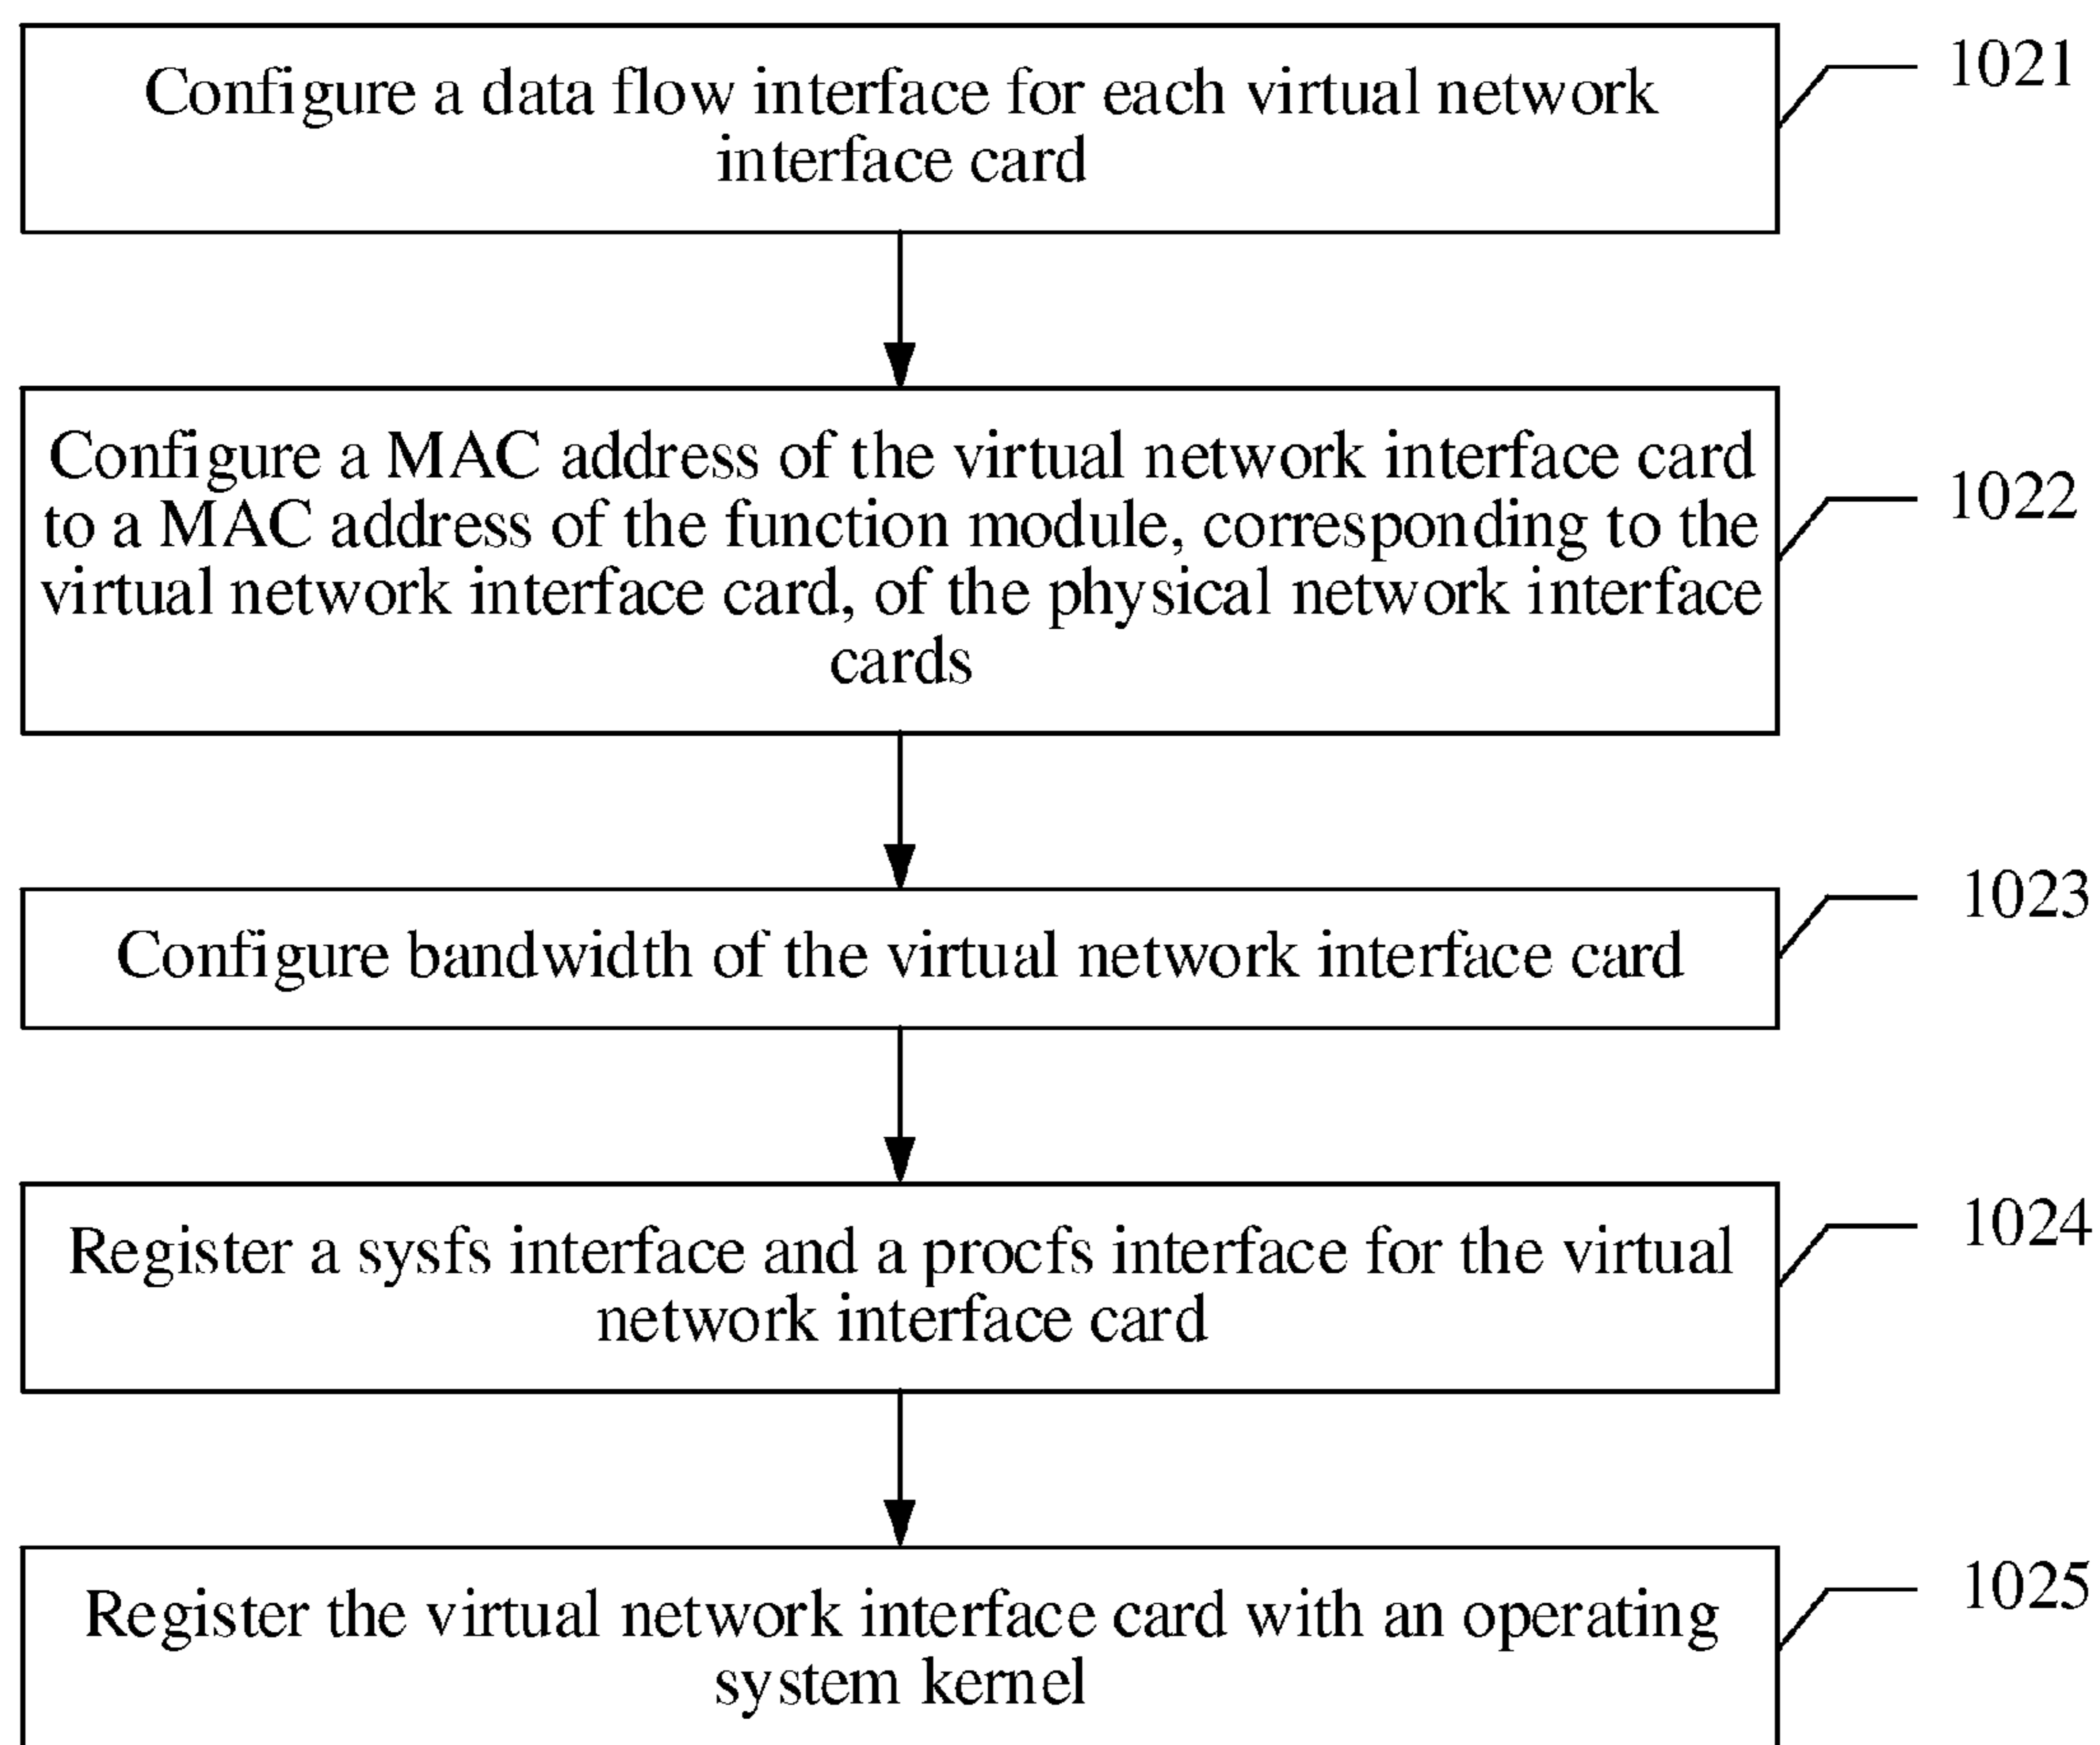 Configure a data flow interface for each virtual network
interface card
1021
Configure a MAC address of the virtual network interface card
to a MAC address of the function module, corresponding to the
virtual network interface card, of the physical network interface
cards
1022
Configure bandwidth of the virtual network interface card
1023
Register a sysfs interface and a procfs interface for the virtual
network interface card
1024
Register the virtual network interface card with an operating
system kernel
1025